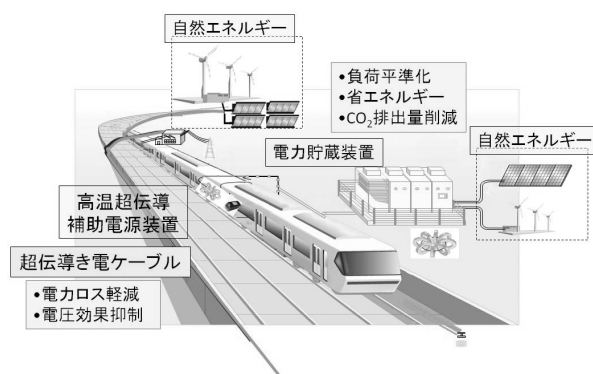 自然エネルギー
•負荷平準化
•省エネルギー
•CO₂排出量削減
自然エネルギー
電力貯蔵装置
高温超伝導
補助電源装置
超伝導き電ケーブル
•電力ロス軽減
•電圧効果抑制